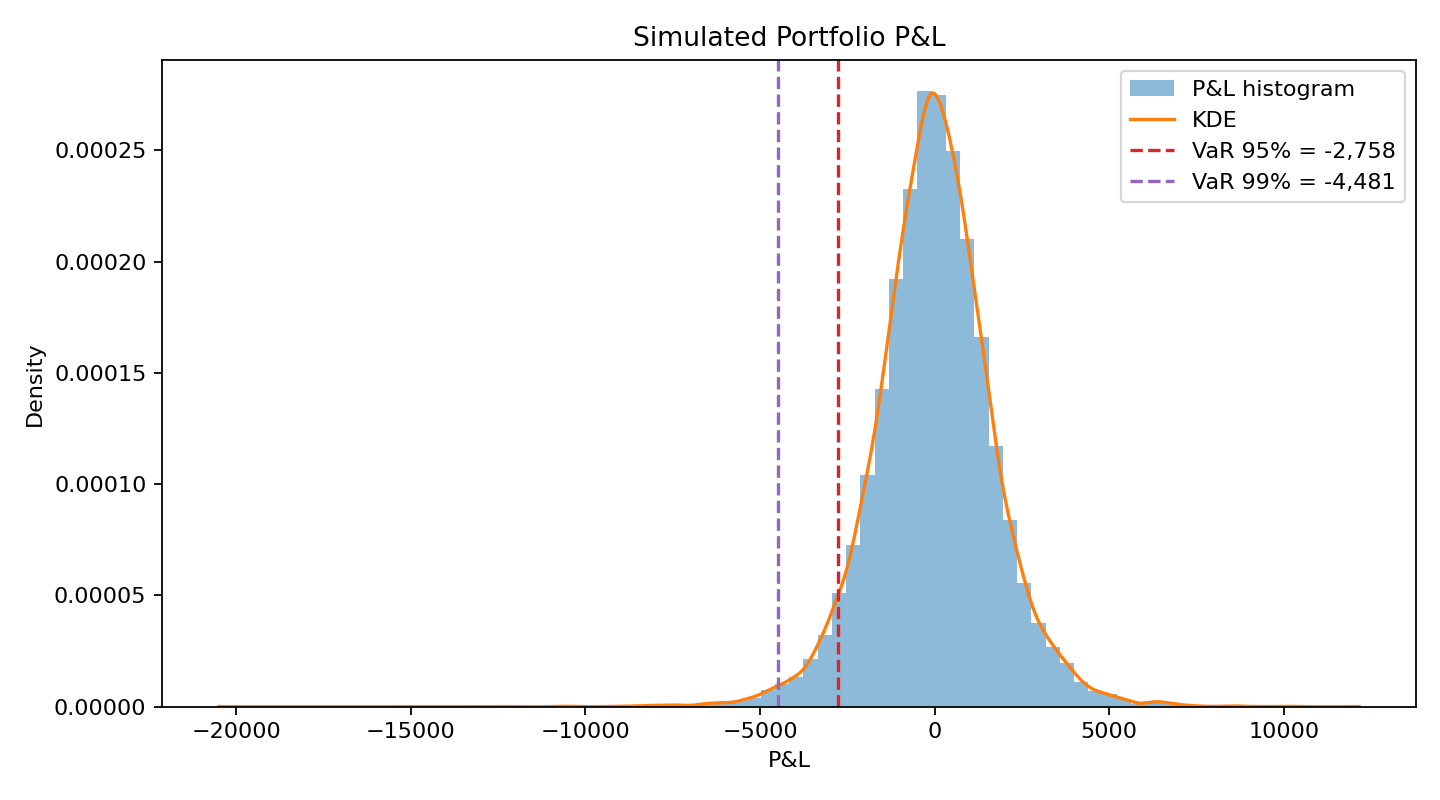 Simulated Portfolio P&L
P&L histogram
KDE
VaR 95% = -2,758
VaR 99% = -4,481
Density
0.00025
0.00020
0.00015
0.00010
0.00005
0.00000
−20000 −15000 −10000 −5000 0 5000 10000
P&L